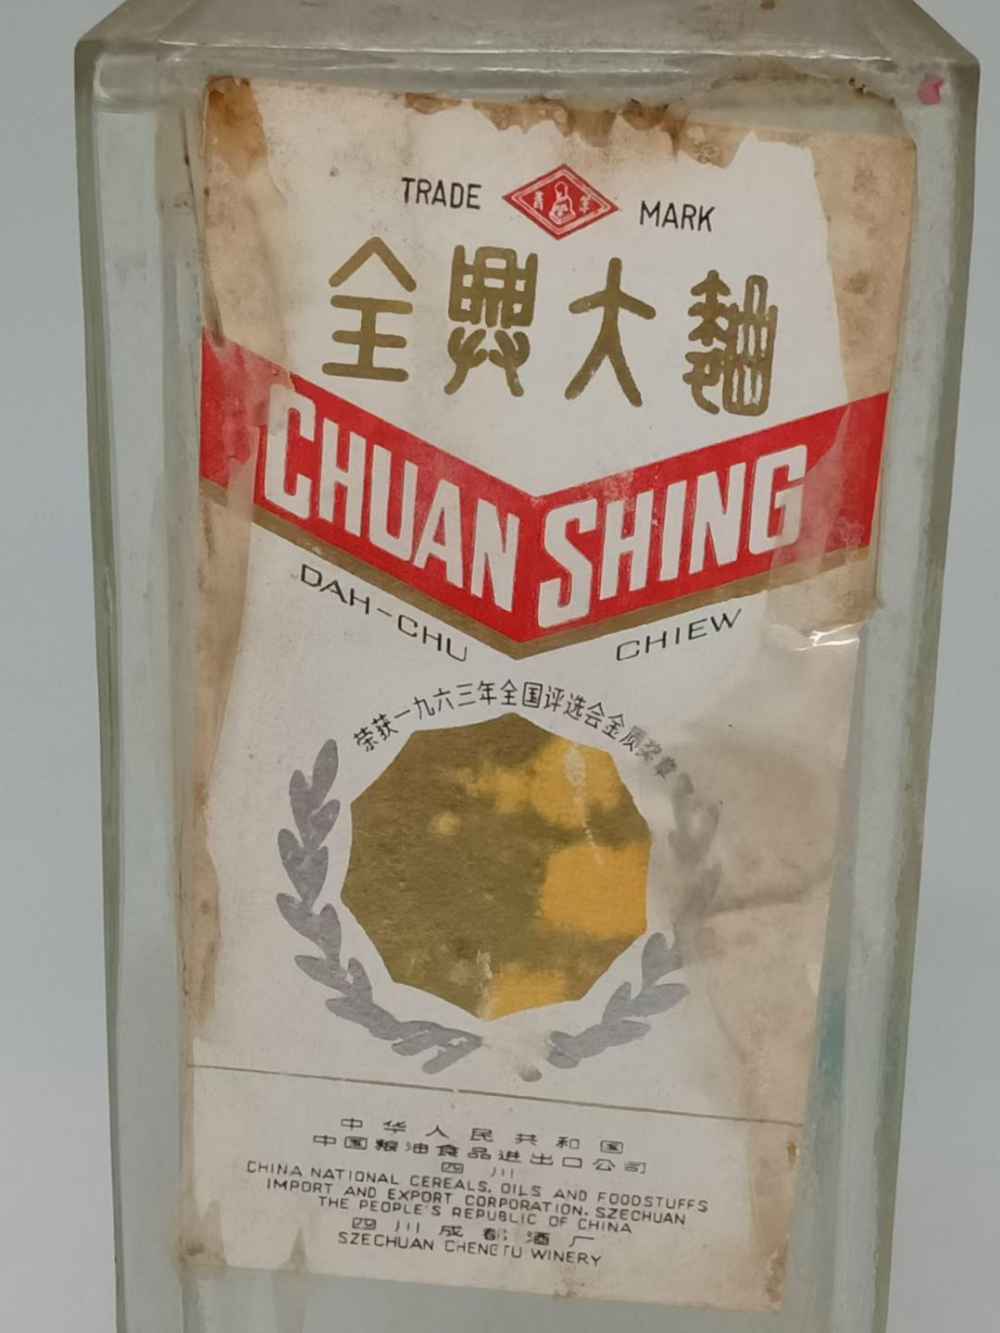 TRADE MARK
全興大麯
CHUAN SHING
DAH-CHU CHIEW
荣获一九六三年全国评选会金质奖章
中华人民共和国
中国粮油食品进出口公司
四川
CHINA NATIONAL CEREALS, OILS AND FOODSTUFFS
IMPORT AND EXPORT CORPORATION. SZECHUAN
THE PEOPLE'S REPUBLIC OF CHINA
四川成都酒厂
SZECHUAN CHENGTU WINERY